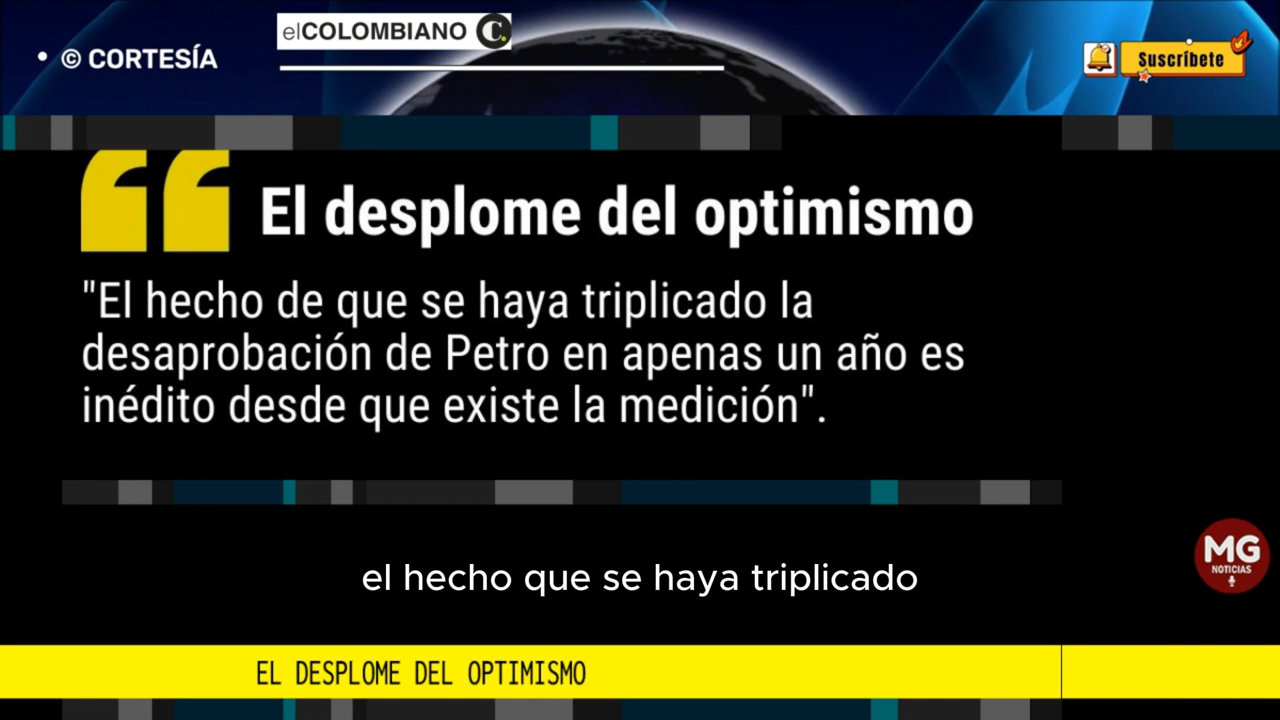 elCOLOMBIANO C.
• © CORTESÍA
Suscríbete
El desplome del optimismo
"El hecho de que se haya triplicado la
desaprobación de Petro en apenas un año es
inédito desde que existe la medición".
MG
NOTICIAS
el hecho que se haya triplicado
EL DESPLOME DEL OPTIMISMO